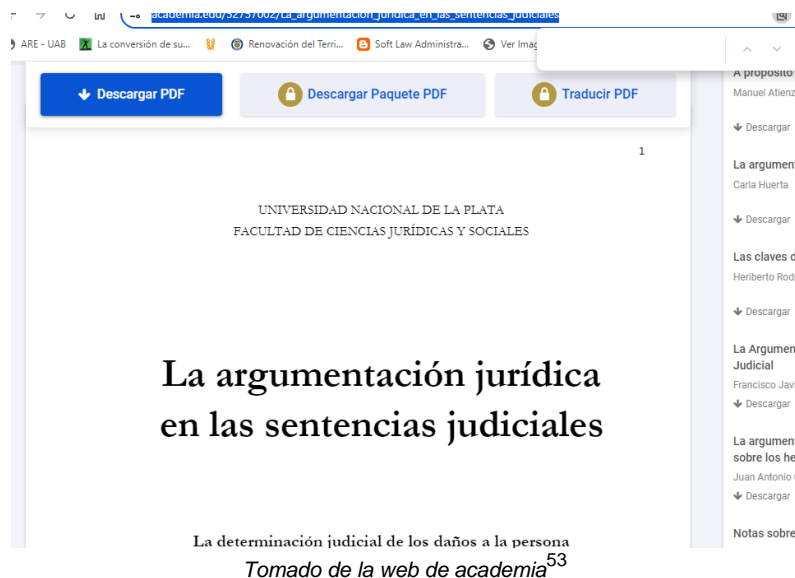 academia.edu/52757002/La_argumentación_jurídica_en_las_sentencias_judiciales
ARE - UAB La conversión de su... Renovación del Terri... Soft Law Administra... Ver Imag
Descargar PDF Descargar Paquete PDF Traducir PDF
1
UNIVERSIDAD NACIONAL DE LA PLATA
FACULTAD DE CIENCIAS JURÍDICAS Y SOCIALES
La argumentación jurídica
en las sentencias judiciales
La determinación judicial de los daños a la persona
A propósito
Manuel Atienz
Descargar
La argumen
Carla Huerta
Descargar
Las claves d
Heriberto Rod
Descargar
La Argumen
Judicial
Francisco Javi
Descargar
La argumen
sobre los he
Juan Antonio
Descargar
Notas sobre
Tomado de la web de academia53